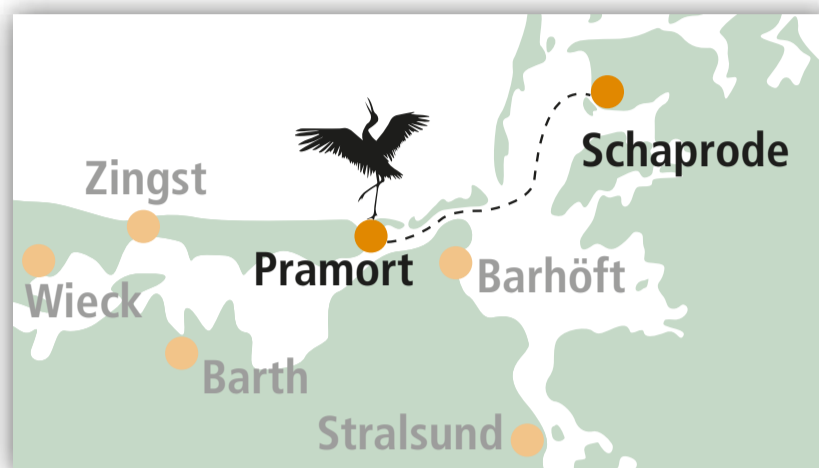 Schaprode
Zingst
Pramort
Barhöft
Wieck
Barth
Stralsund